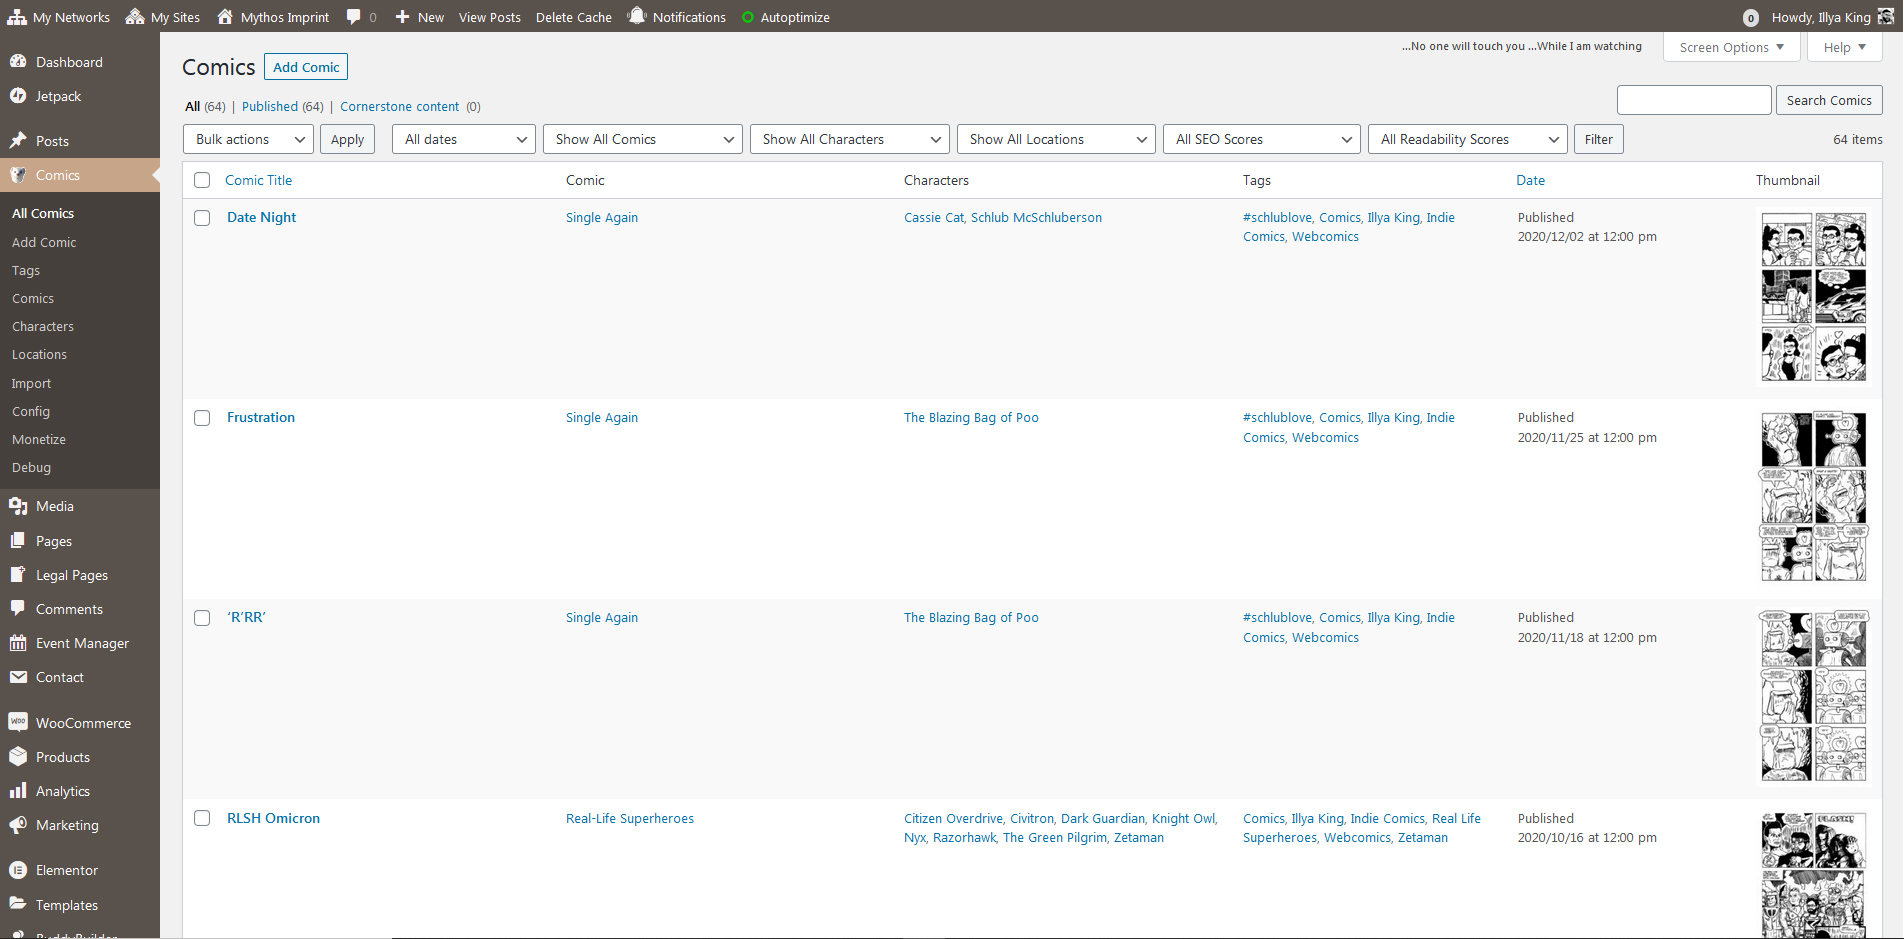 My Networks My Sites Mythos Imprint 0 New View Posts Delete Cache Notifications Autoptimize 0 Howdy, Illya King
...No one will touch you ...While I am watching Screen Options Help
Dashboard
Jetpack
Posts
Comics
All Comics
Add Comic
Tags
Comics
Characters
Locations
Import
Config
Monetize
Debug
Media
Pages
Legal Pages
Comments
Event Manager
Contact
WooCommerce
Products
Analytics
Marketing
Elementor
Templates
BuddyBuilder
Comics Add Comic
All (64) | Published (64) | Cornerstone content (0) Search Comics
Bulk actions Apply All dates Show All Comics Show All Characters Show All Locations All SEO Scores All Readability Scores Filter 64 items
Comic Title Comic Characters Tags Date Thumbnail
Date Night Single Again Cassie Cat, Schlub McSchluberson #schlublove, Comics, Illya King, Indie Published
Comics, Webcomics 2020/12/02 at 12:00 pm
Frustration Single Again The Blazing Bag of Poo #schlublove, Comics, Illya King, Indie Published
Comics, Webcomics 2020/11/25 at 12:00 pm
‘R’RR’ Single Again The Blazing Bag of Poo #schlublove, Comics, Illya King, Indie Published
Comics, Webcomics 2020/11/18 at 12:00 pm
RLSH Omicron Real-Life Superheroes Citizen Overdrive, Civitron, Dark Guardian, Knight Owl, Comics, Illya King, Indie Comics, Real Life Published
Nyx, Razorhawk, The Green Pilgrim, Zetaman Superheroes, Webcomics, Zetaman 2020/10/16 at 12:00 pm
FLASH!